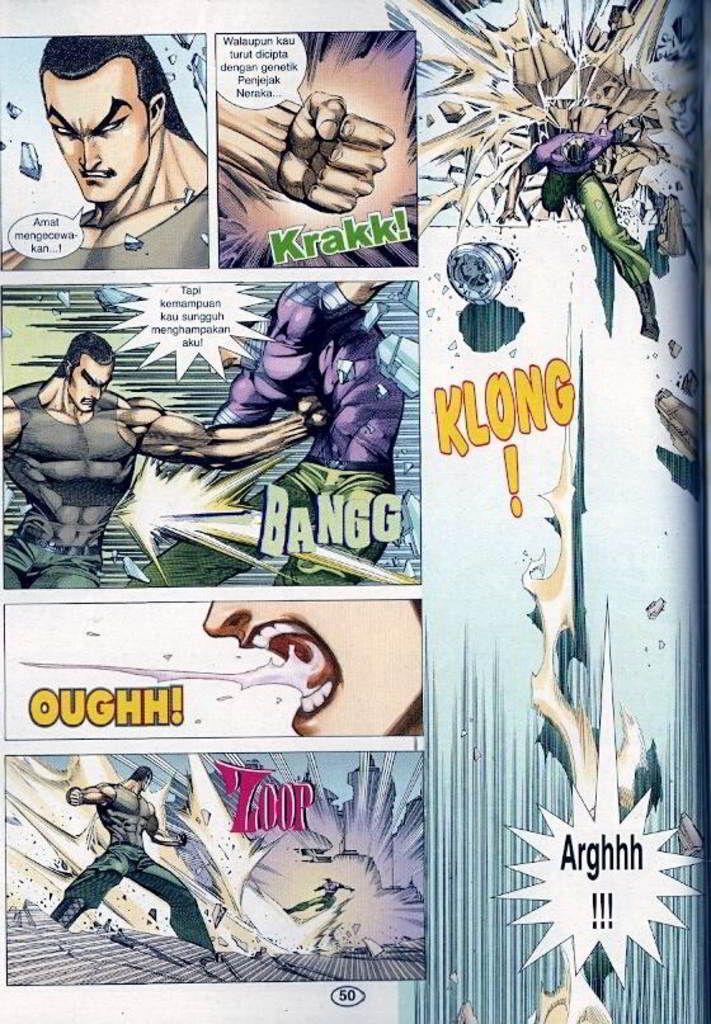 Amat
mengecewa-
kan...!
Walaupun kau
turut dicipta
dengan genetik
Penjejak
Neraka...
Krakk!
Tapi
kemampuan
kau sungguh
menghampakan
aku!
BANGG
OUGHH!
ZOOP
KLONG
!
Arghhh
!!!
50